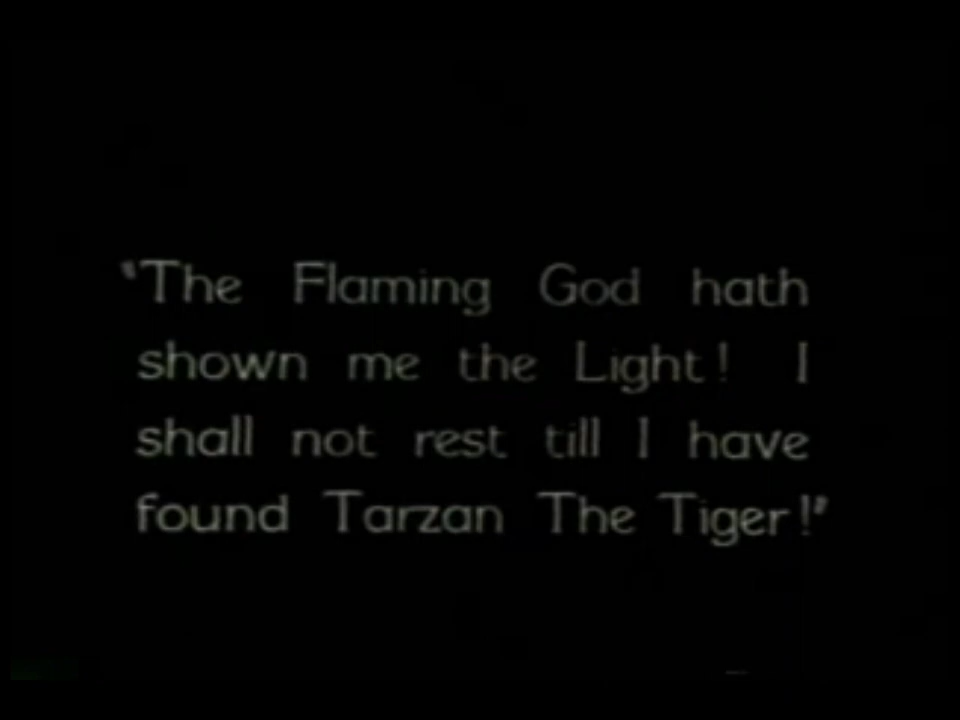 "The Flaming God hath
shown me the Light! I
shall not rest till I have
found Tarzan The Tiger!"